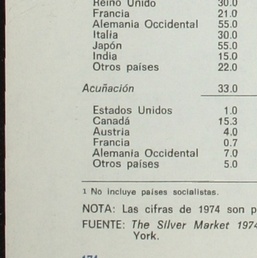 Reino Unido 30.0
Francia 21.0
Alemania Occidental 55.0
Italia 30.0
Japón 55.0
India 15.0
Otros países 22.0
Acuñación 33.0
Estados Unidos 1.0
Canadá 15.3
Austria 4.0
Francia 0.7
Alemania Occidental 7.0
Otros países 5.0
1 No incluye países socialistas.
NOTA: Las cifras de 1974 son p
FUENTE: The Silver Market 1974
York.